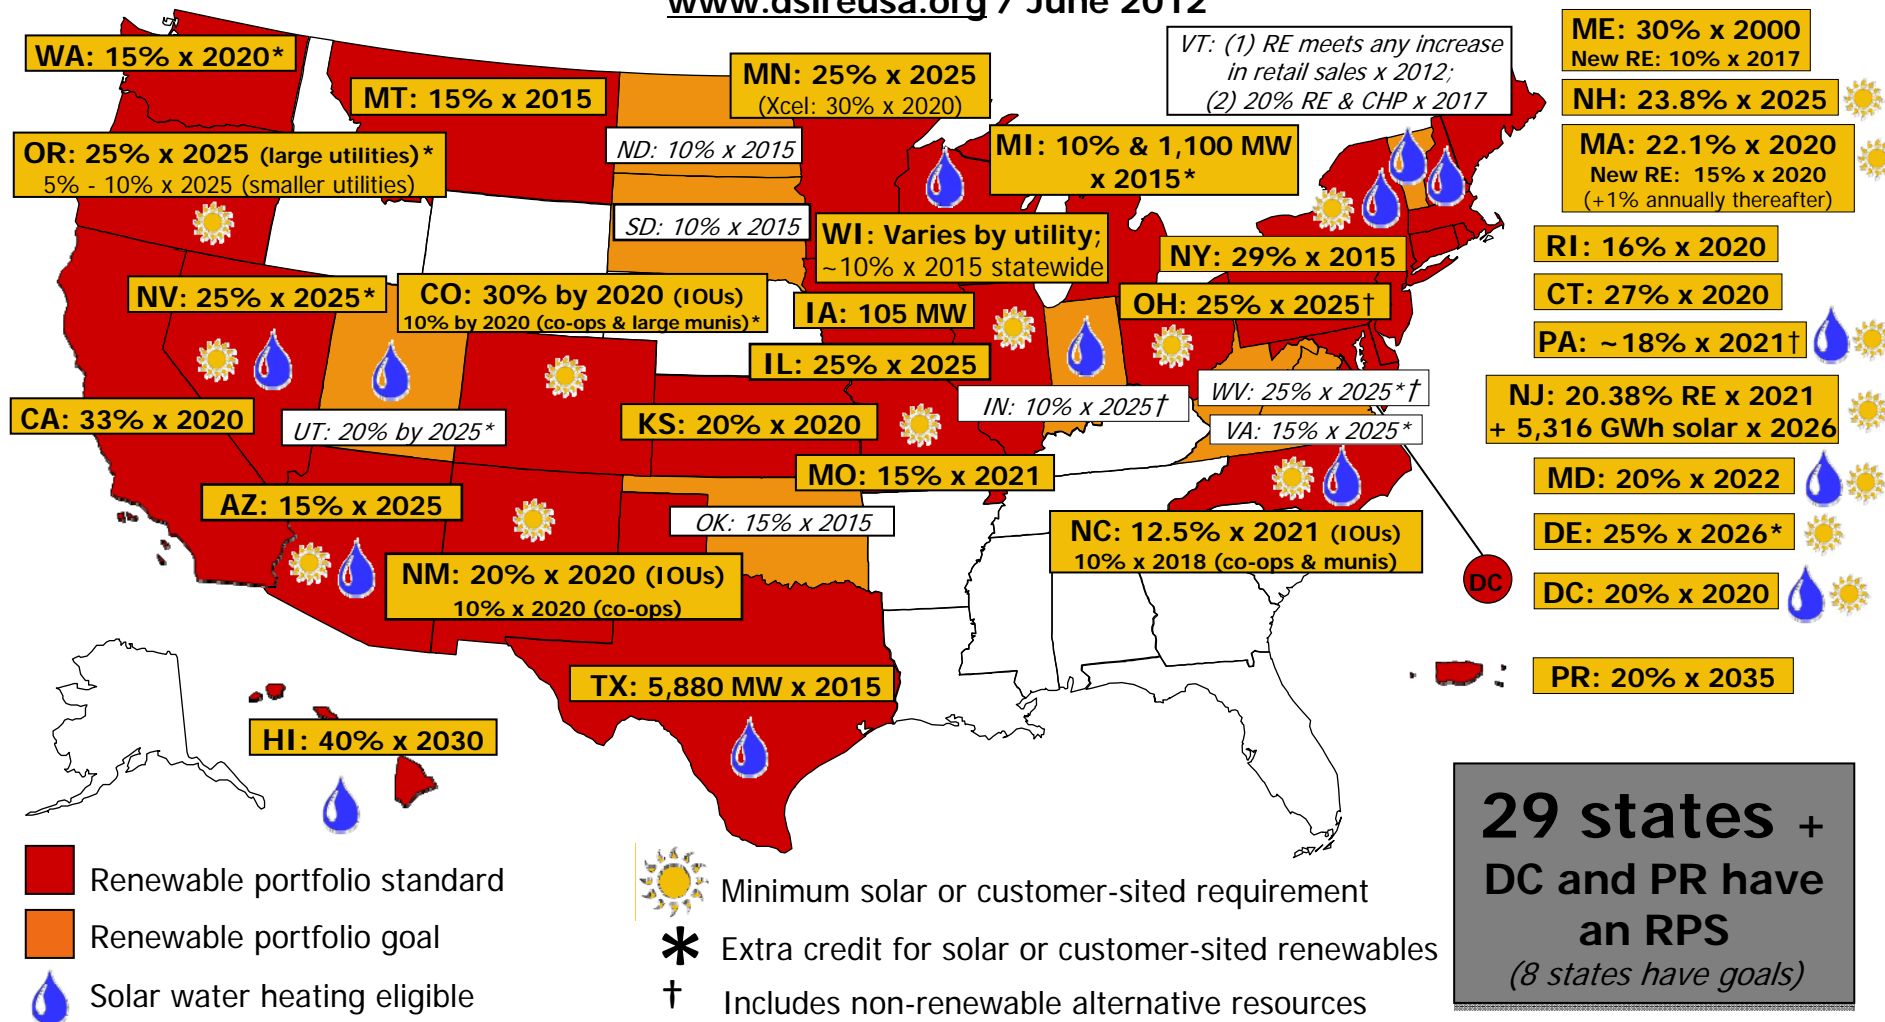 www.dsireusa.org / June 2012
WA: 15% x 2020*
MT: 15% x 2015
MN: 25% x 2025
(Xcel: 30% x 2020)
VT: (1) RE meets any increase
in retail sales x 2012;
(2) 20% RE & CHP x 2017
ME: 30% x 2000
New RE: 10% x 2017
NH: 23.8% x 2025
OR: 25% x 2025 (large utilities)*
5% - 10% x 2025 (smaller utilities)
ND: 10% x 2015
MI: 10% & 1,100 MW
x 2015*
MA: 22.1% x 2020
New RE: 15% x 2020
(+1% annually thereafter)
SD: 10% x 2015
WI: Varies by utility;
~10% x 2015 statewide
NY: 29% x 2015
RI: 16% x 2020
NV: 25% x 2025*
CO: 30% by 2020 (IOUs)
10% by 2020 (co-ops & large munis)*
IA: 105 MW
OH: 25% x 2025†
CT: 27% x 2020
IL: 25% x 2025
PA: ~18% x 2021†
CA: 33% x 2020
UT: 20% by 2025*
KS: 20% x 2020
IN: 10% x 2025†
WV: 25% x 2025*†
VA: 15% x 2025*
NJ: 20.38% RE x 2021
+ 5,316 GWh solar x 2026
MO: 15% x 2021
MD: 20% x 2022
AZ: 15% x 2025
OK: 15% x 2015
NC: 12.5% x 2021 (IOUs)
10% x 2018 (co-ops & munis)
DE: 25% x 2026*
NM: 20% x 2020 (IOUs)
10% x 2020 (co-ops)
DC
DC: 20% x 2020
TX: 5,880 MW x 2015
PR: 20% x 2035
HI: 40% x 2030
29 states +
DC and PR have
an RPS
(8 states have goals)
Renewable portfolio standard
Renewable portfolio goal
Solar water heating eligible
Minimum solar or customer-sited requirement
* Extra credit for solar or customer-sited renewables
† Includes non-renewable alternative resources